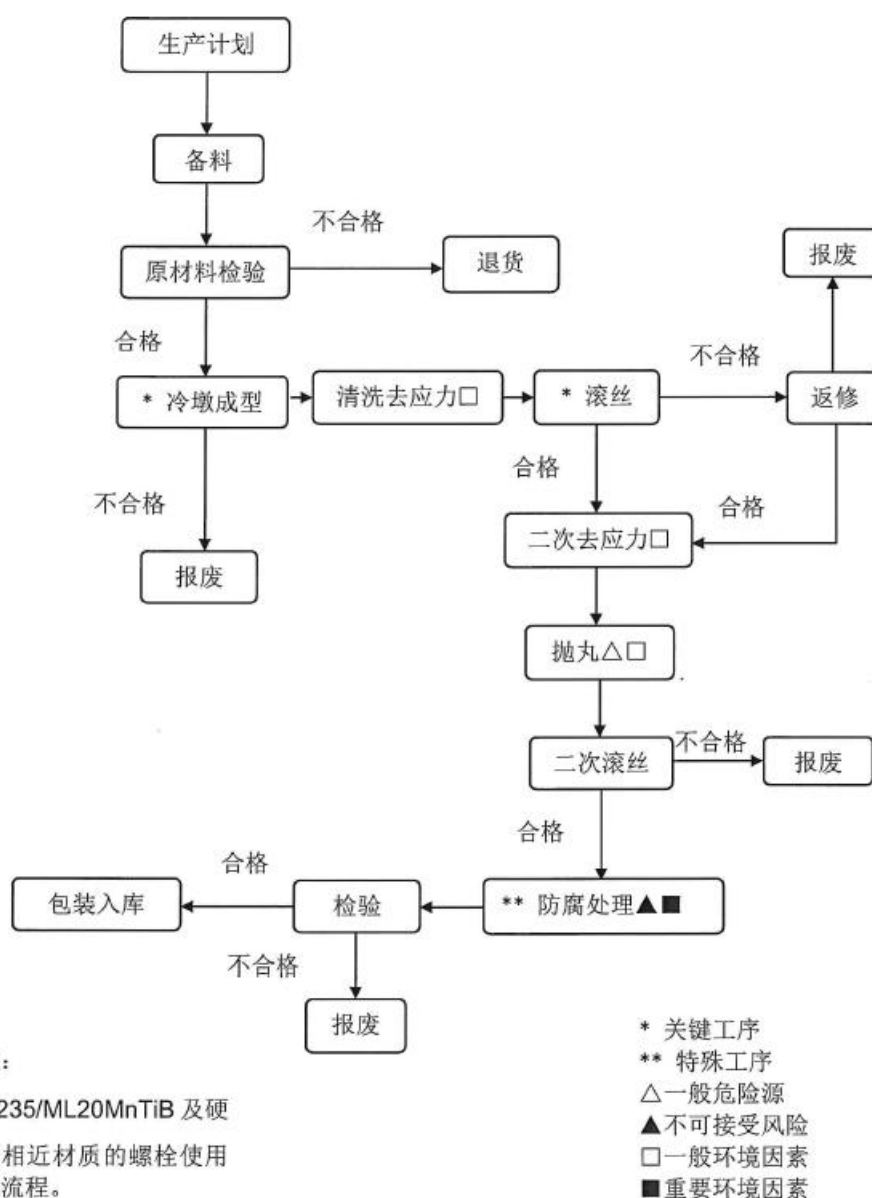 生产计划
备料
不合格
原材料检验
退货
报废
合格
不合格
* 冷墩成型
清洗去应力□
* 滚丝
返修
合格
不合格
合格
二次去应力□
报废
抛丸△□
二次滚丝
不合格
报废
合格
合格
包装入库
检验
** 防腐处理▲■
不合格
报废
* 关键工序
** 特殊工序
△一般危险源
▲不可接受风险
□一般环境因素
■重要环境因素
：
235/ML20MnTiB 及硬
相近材质的螺栓使用
流程。